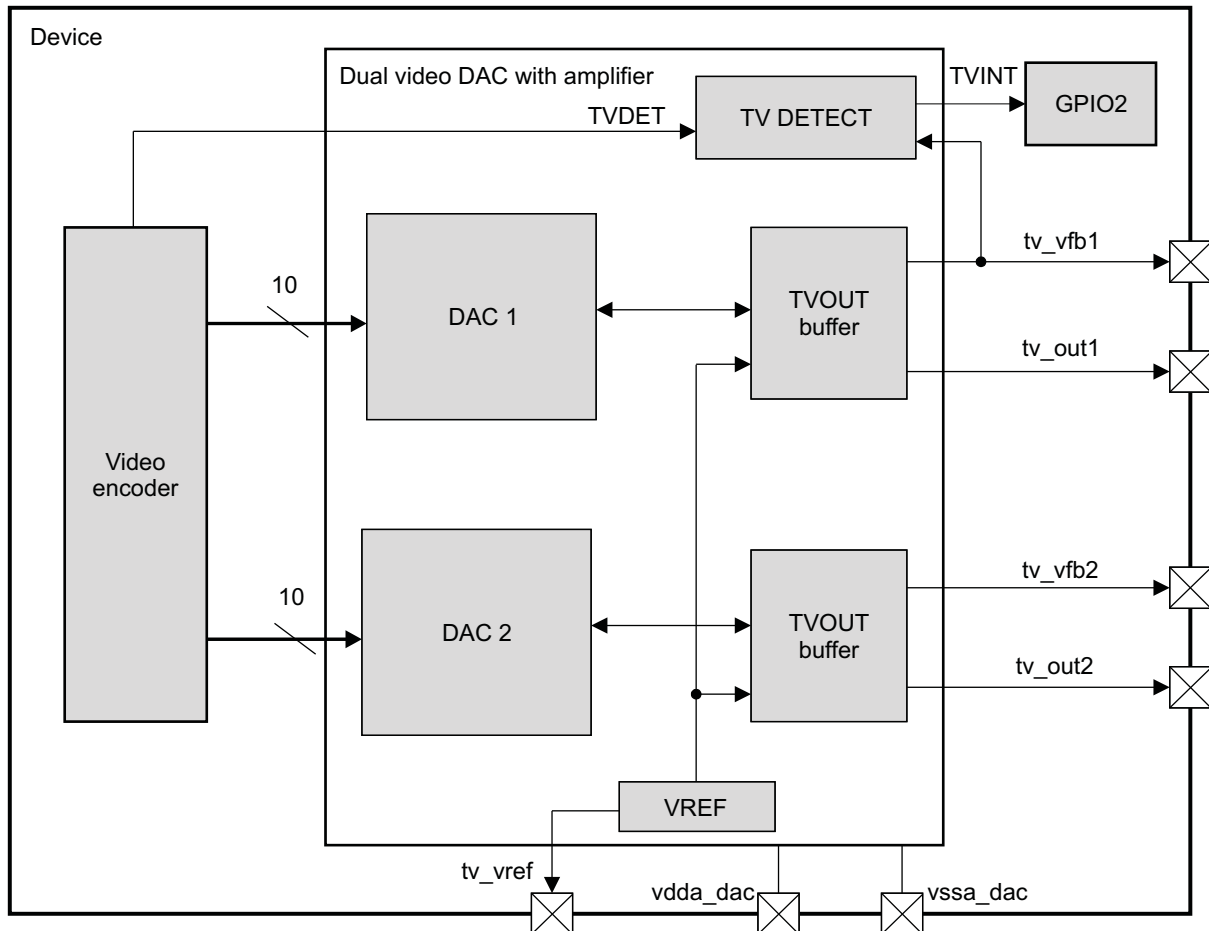 Device
Dual video DAC with amplifier
TVINT
TVDET
TV DETECT
GPIO2
tv_vfb1
10
DAC 1
TVOUT
buffer
tv_out1
Video
encoder
tv_vfb2
10
DAC 2
TVOUT
buffer
tv_out2
VREF
tv_vref
vdda_dac
vssa_dac